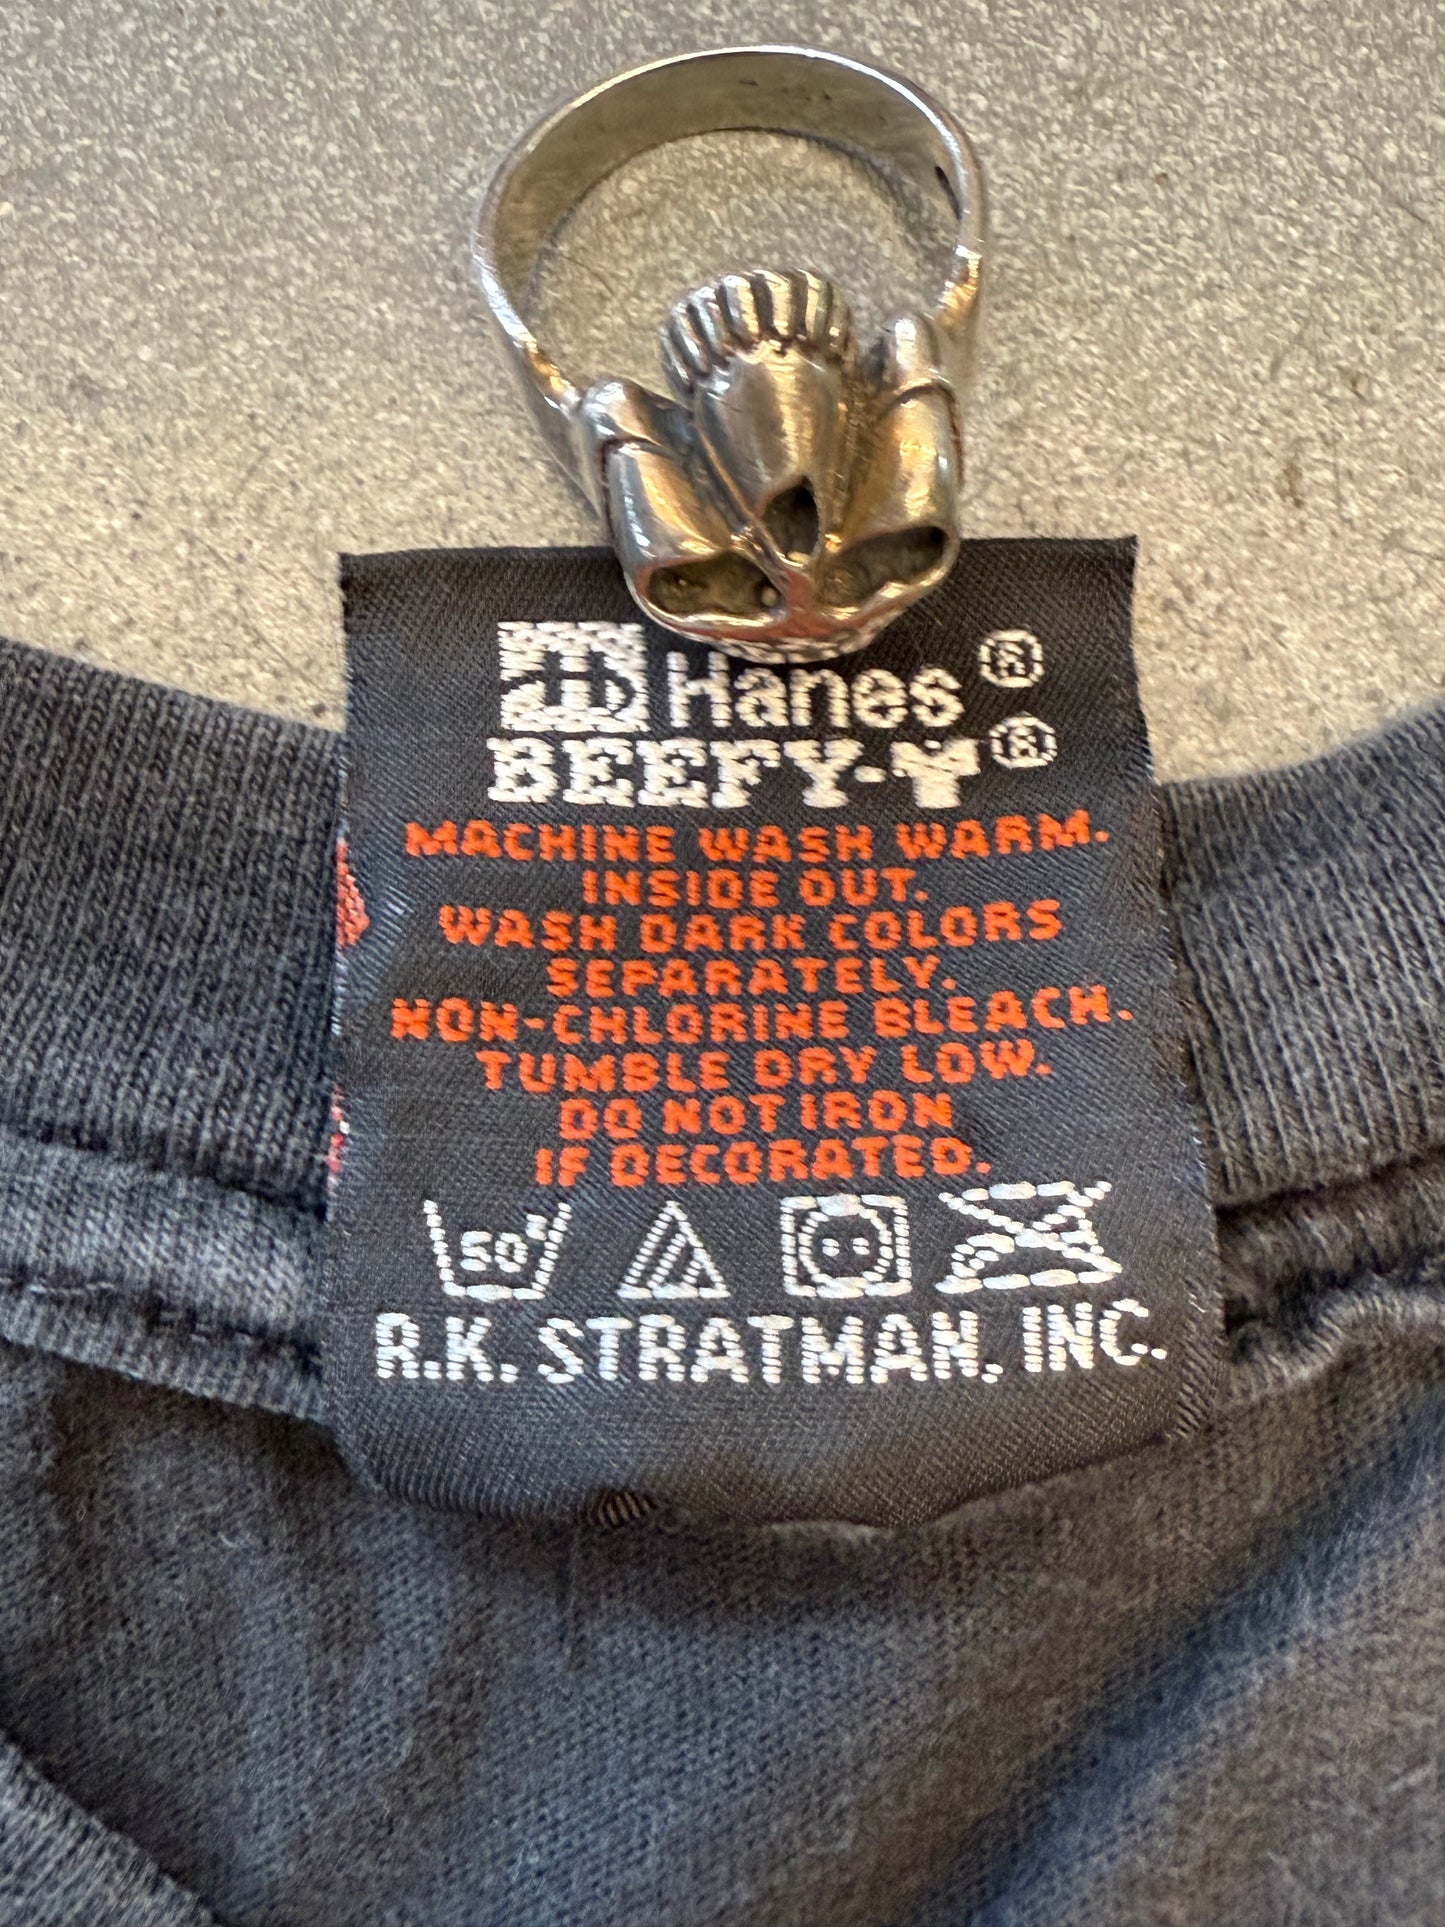 H Hanes®
BEEFY-T®
MACHINE WASH WARM.
INSIDE OUT.
WASH DARK COLORS
SEPARATELY.
NON-CHLORINE BLEACH.
TUMBLE DRY LOW.
DO NOT IRON
IF DECORATED.
50°
R.K. STRATMAN, INC.